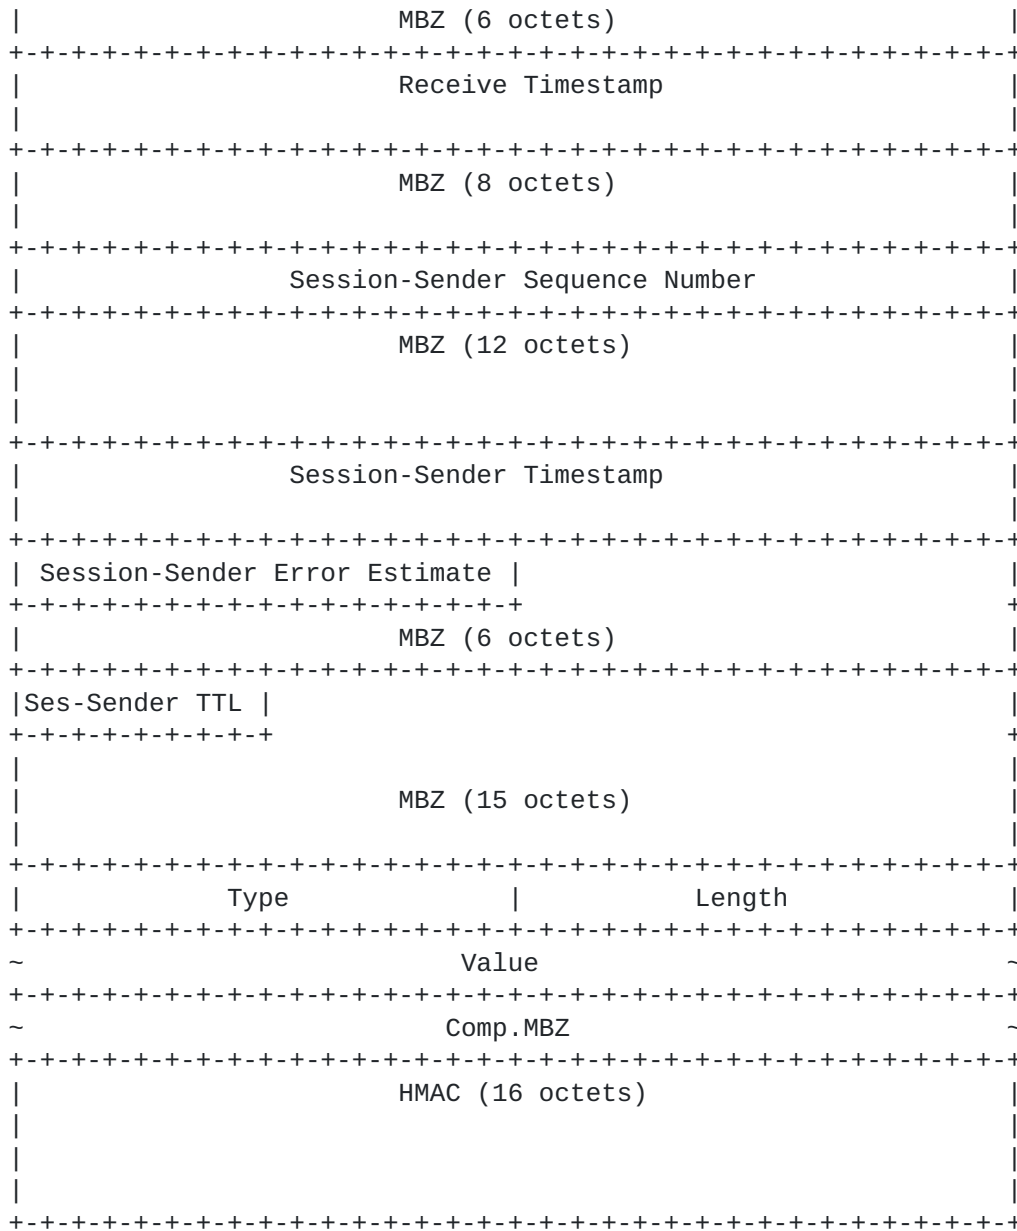 |                        MBZ (6 octets)                         |
+-+-+-+-+-+-+-+-+-+-+-+-+-+-+-+-+-+-+-+-+-+-+-+-+-+-+-+-+-+-+-+-+
|                        Receive Timestamp                      |
|                                                               |
+-+-+-+-+-+-+-+-+-+-+-+-+-+-+-+-+-+-+-+-+-+-+-+-+-+-+-+-+-+-+-+-+
|                        MBZ (8 octets)                         |
|                                                               |
+-+-+-+-+-+-+-+-+-+-+-+-+-+-+-+-+-+-+-+-+-+-+-+-+-+-+-+-+-+-+-+-+
|                 Session-Sender Sequence Number                |
+-+-+-+-+-+-+-+-+-+-+-+-+-+-+-+-+-+-+-+-+-+-+-+-+-+-+-+-+-+-+-+-+
|                        MBZ (12 octets)                        |
|                                                               |
|                                                               |
+-+-+-+-+-+-+-+-+-+-+-+-+-+-+-+-+-+-+-+-+-+-+-+-+-+-+-+-+-+-+-+-+
|                 Session-Sender Timestamp                      |
|                                                               |
+-+-+-+-+-+-+-+-+-+-+-+-+-+-+-+-+-+-+-+-+-+-+-+-+-+-+-+-+-+-+-+-+
| Session-Sender Error Estimate |                               |
+-+-+-+-+-+-+-+-+-+-+-+-+-+-+-+-+                               +
|                        MBZ (6 octets)                         |
+-+-+-+-+-+-+-+-+-+-+-+-+-+-+-+-+-+-+-+-+-+-+-+-+-+-+-+-+-+-+-+-+
|Ses-Sender TTL |                                               |
+-+-+-+-+-+-+-+-+                                               +
|                                                               |
|                        MBZ (15 octets)                        |
|                                                               |
+-+-+-+-+-+-+-+-+-+-+-+-+-+-+-+-+-+-+-+-+-+-+-+-+-+-+-+-+-+-+-+-+
|             Type              |           Length              |
+-+-+-+-+-+-+-+-+-+-+-+-+-+-+-+-+-+-+-+-+-+-+-+-+-+-+-+-+-+-+-+-+
~                            Value                              ~
+-+-+-+-+-+-+-+-+-+-+-+-+-+-+-+-+-+-+-+-+-+-+-+-+-+-+-+-+-+-+-+-+
~                           Comp.MBZ                            ~
+-+-+-+-+-+-+-+-+-+-+-+-+-+-+-+-+-+-+-+-+-+-+-+-+-+-+-+-+-+-+-+-+
|                        HMAC (16 octets)                       |
|                                                               |
|                                                               |
|                                                               |
+-+-+-+-+-+-+-+-+-+-+-+-+-+-+-+-+-+-+-+-+-+-+-+-+-+-+-+-+-+-+-+-+